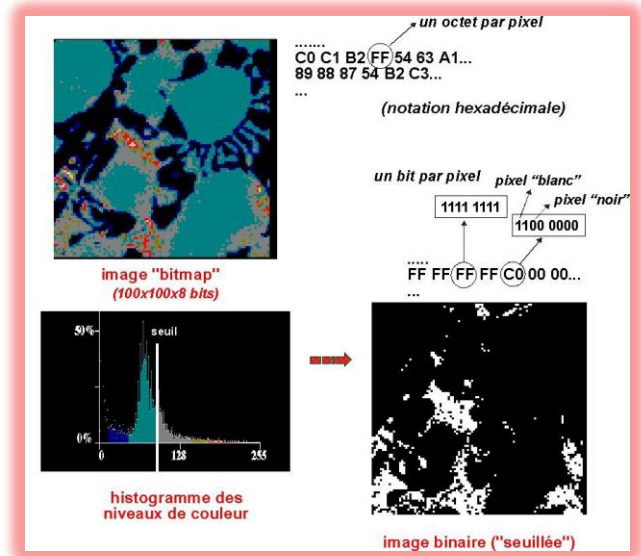 un octet par pixel
.......
C0 C1 B2 FF 54 63 A1...
89 88 87 54 B2 C3...
...
(notation hexadécimale)
image "bitmap"
(100x100x8 bits)
un bit par pixel
pixel "blanc"
pixel "noir"
1111 1111
1100 0000
.....
FF FF FF FF C0 00 00...
...
50%
seuil
0%
0
128
255
histogramme des
niveaux de couleur
image binaire ("seuillée")